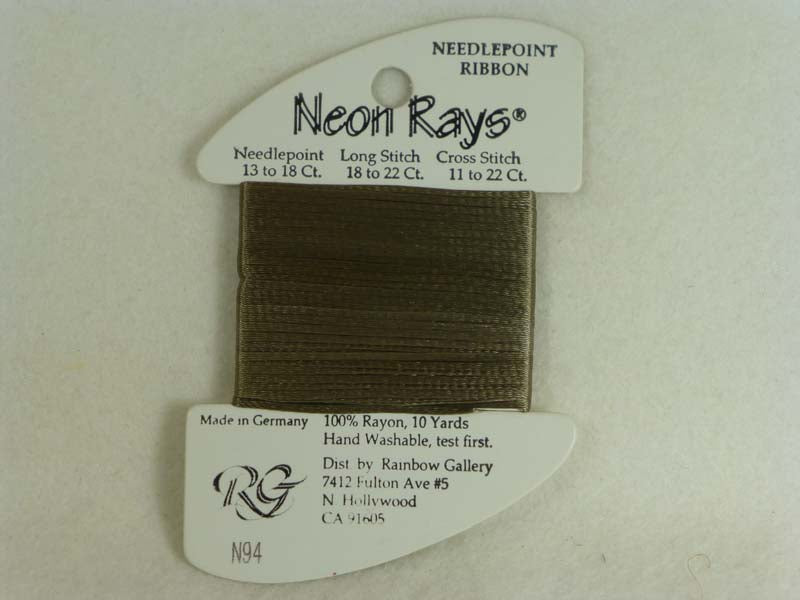 NEEDLEPOINT
RIBBON
Neon Rays®
Needlepoint Long Stitch Cross Stitch
13 to 18 Ct. 18 to 22 Ct. 11 to 22 Ct.
Made in Germany 100% Rayon, 10 Yards
Hand Washable, test first.
Dist by Rainbow Gallery
7412 Fulton Ave #5
N Hollywood
CA 91605
RG
N94